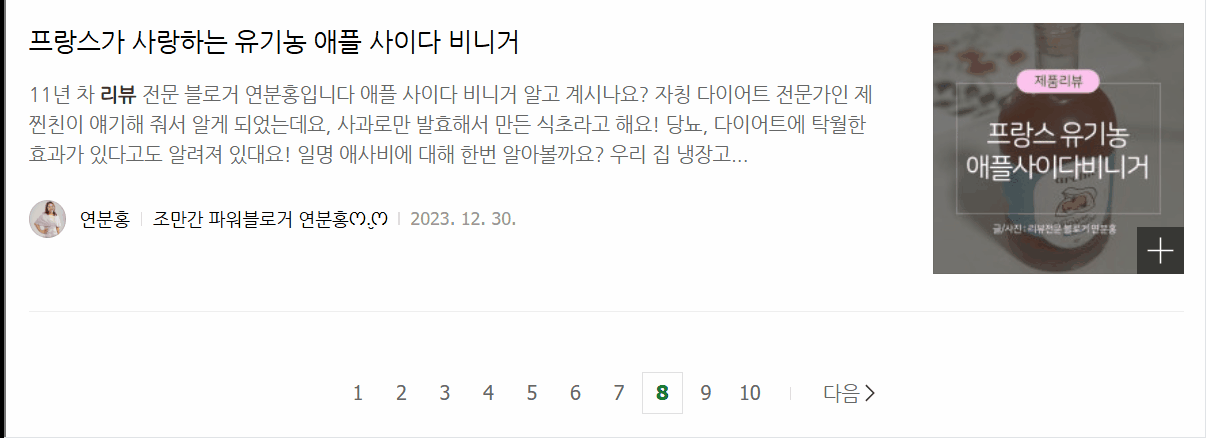 프랑스가 사랑하는 유기농 애플 사이다 비니거
11년 차 리뷰 전문 블로거 연분홍입니다 애플 사이다 비니거 알고 계시나요? 자칭 다이어트 전문가인 제
찐친이 얘기해 줘서 알게 되었는데요, 사과로만 발효해서 만든 식초라고 해요! 당뇨, 다이어트에 탁월한
효과가 있다고도 알려져 있대요! 일명 애사비에 대해 한번 알아볼까요? 우리 집 냉장고...
연분홍 조만간 파워블로거 연분홍ෆ.̮ෆ 2023. 12. 30.
제품리뷰
프랑스 유기농
애플사이다비니거
글/사진 : 리뷰전문 블로거 연분홍
1 2 3 4 5 6 7 8 9 10 다음 >